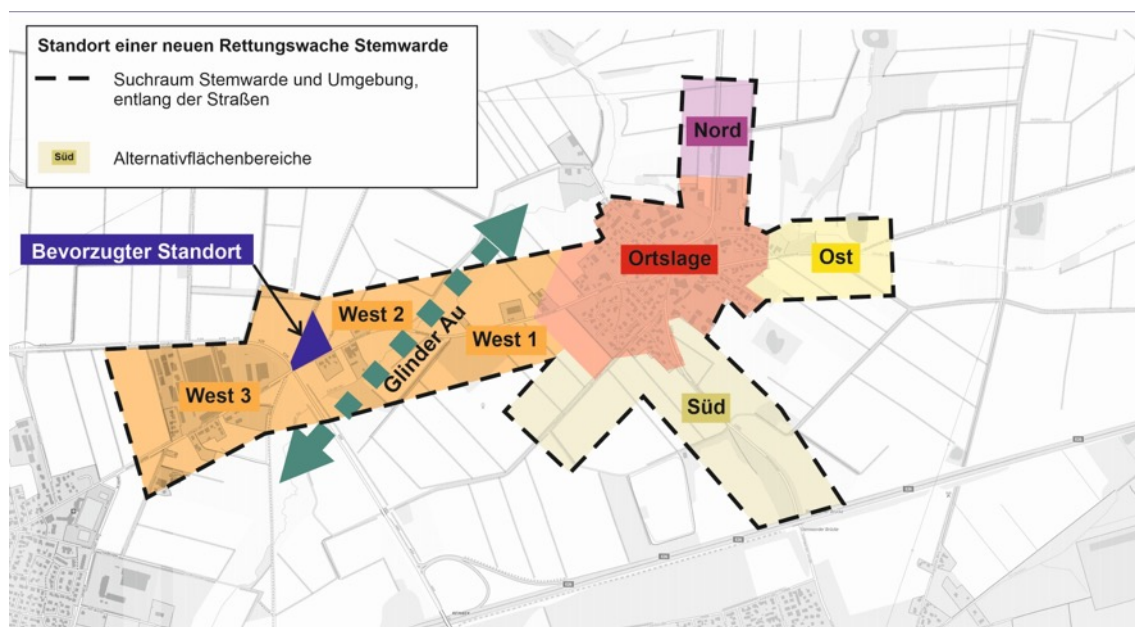 Standort einer neuen Rettungswache Stemwarde
Suchraum Stemwarde und Umgebung,
entlang der Straßen
Süd
Alternativflächenbereiche
Nord
Bevorzugter Standort
Ortslage
Ost
West 2
Glinder Au
West 1
West 3
Süd